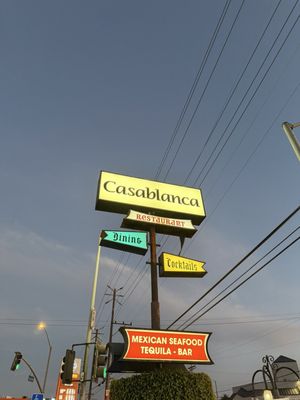 Casablanca
RESTAURANT
Dining
Cocktails
MEXICAN SEAFOOD
TEQUILA - BAR